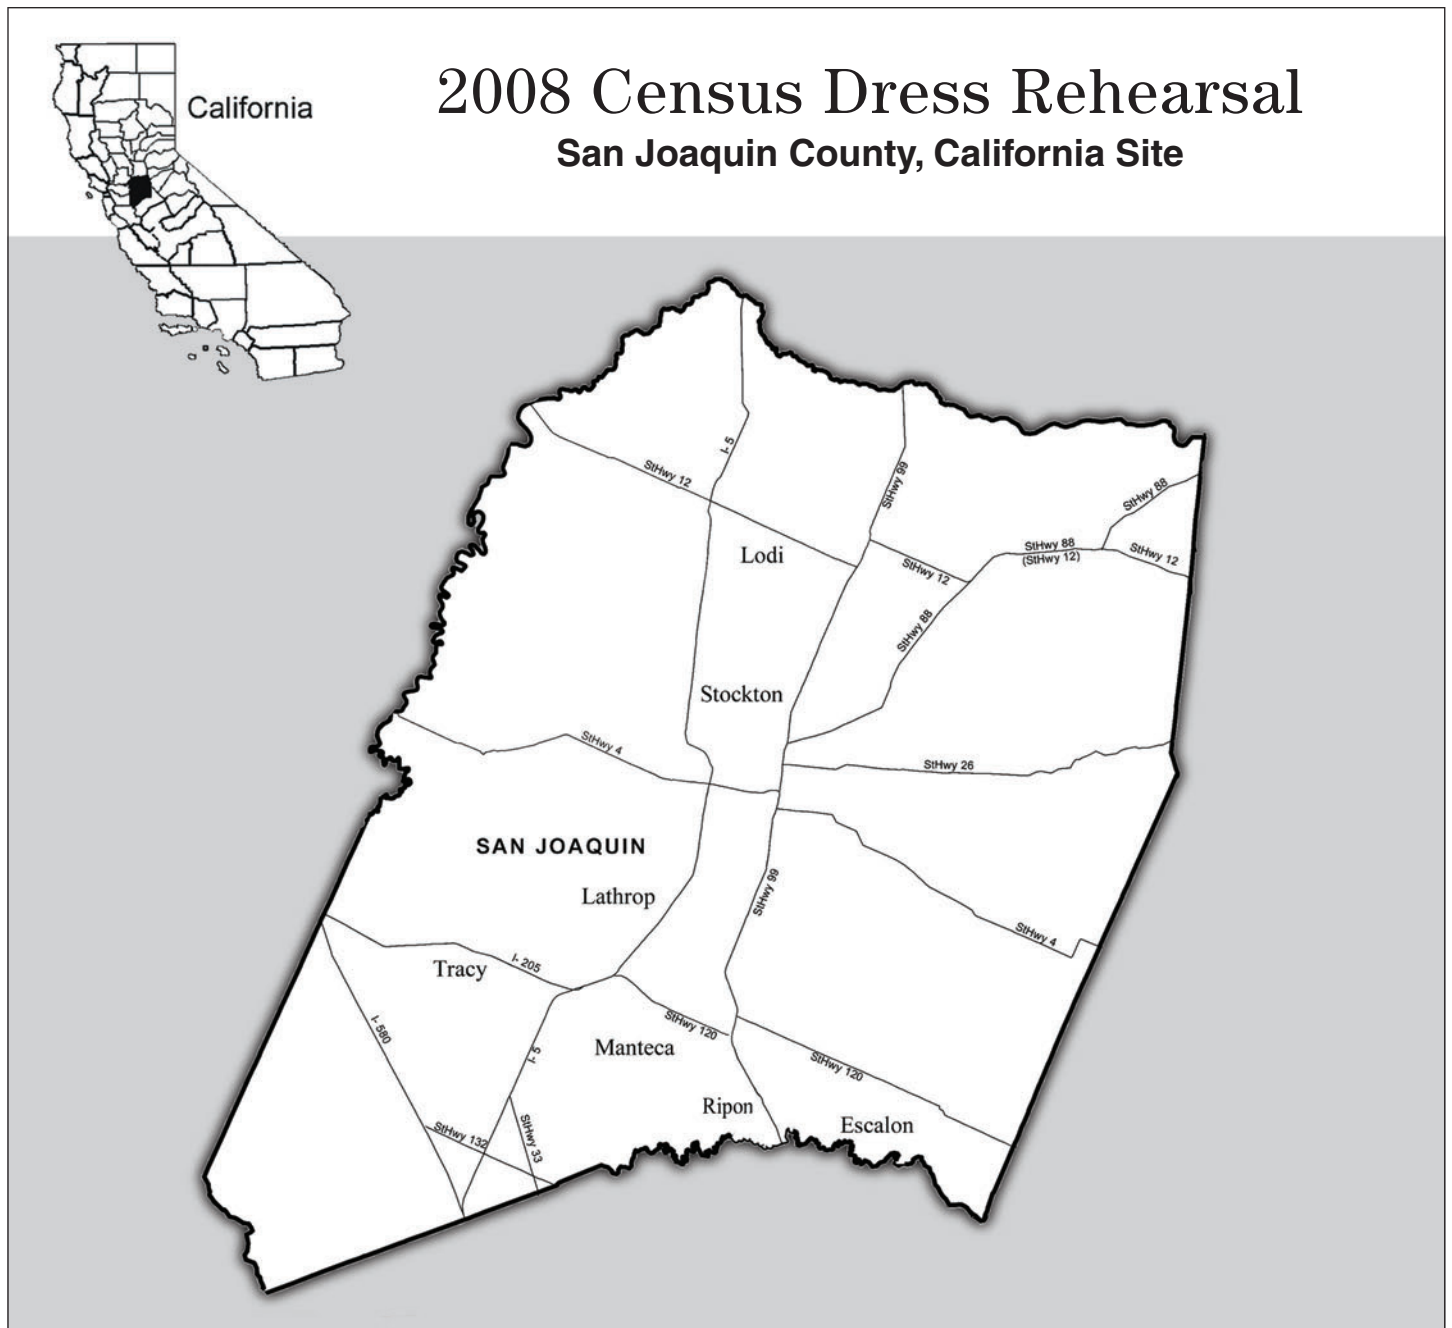 2008 Census Dress Rehearsal
San Joaquin County, California Site
California
I- 5
StHwy 12
StHwy 99
StHwy 88
StHwy 88
(StHwy 12)
StHwy 12
Lodi
StHwy 12
StHwy 88
Stockton
StHwy 4
StHwy 26
SAN JOAQUIN
Lathrop
StHwy 99
StHwy 4
Tracy
I- 205
I- 580
StHwy 120
Manteca
I- 5
StHwy 120
Ripon
Escalon
StHwy 132
StHwy 33